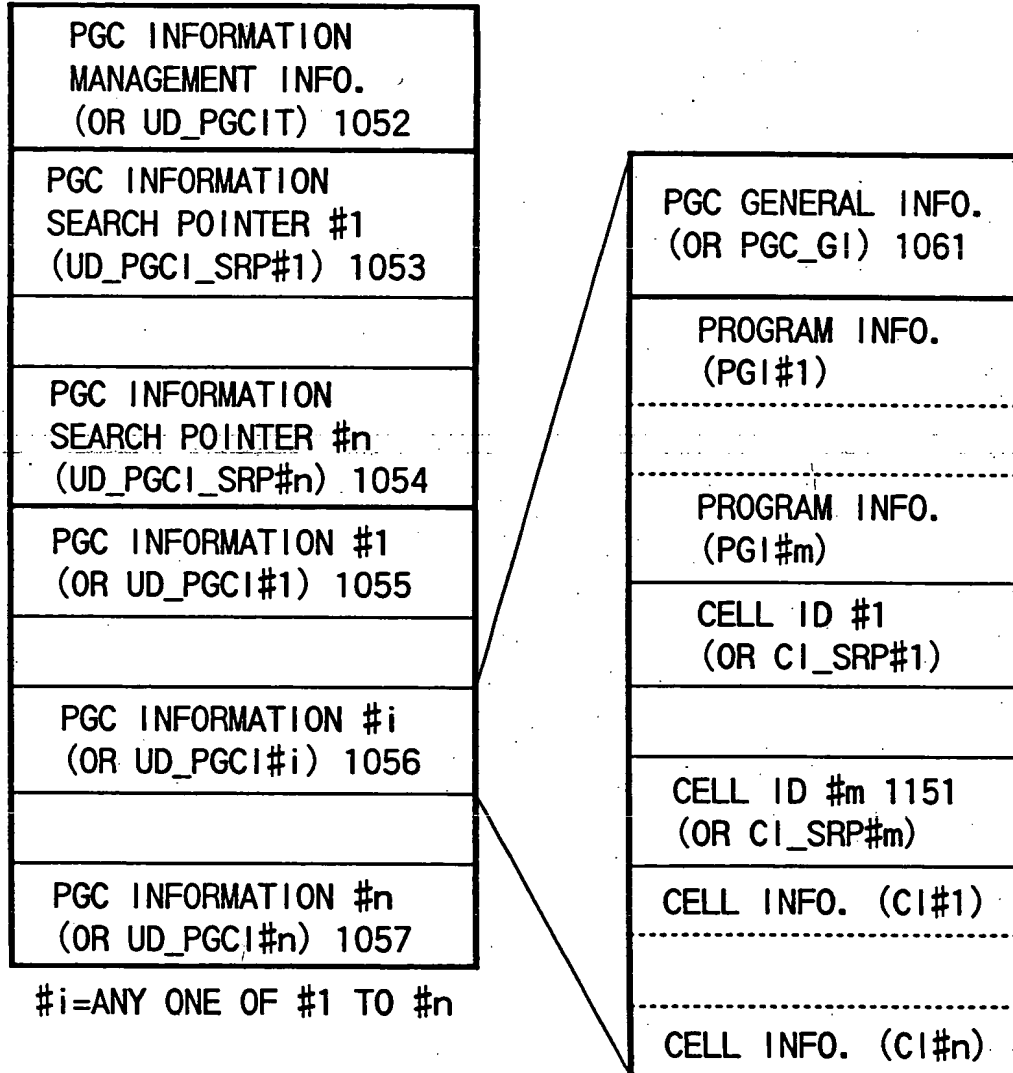 PGC INFORMATION
MANAGEMENT INFO.
(OR UD_PGCIT) 1052
PGC INFORMATION
SEARCH POINTER #1
(UD_PGCI_SRP#1) 1053
PGC INFORMATION
SEARCH POINTER #n
(UD_PGCI_SRP#n) 1054
PGC INFORMATION #1
(OR UD_PGCI#1) 1055
PGC INFORMATION #i
(OR UD_PGCI#i) 1056
PGC INFORMATION #n
(OR UD_PGCI#n) 1057
#i=ANY ONE OF #1 TO #n
PGC GENERAL INFO.
(OR PGC_GI) 1061
PROGRAM INFO.
(PGI#1)
PROGRAM INFO.
(PGI#m)
CELL ID #1
(OR CI_SRP#1)
CELL ID #m 1151
(OR CI_SRP#m)
CELL INFO. (CI#1)
CELL INFO. (CI#n)